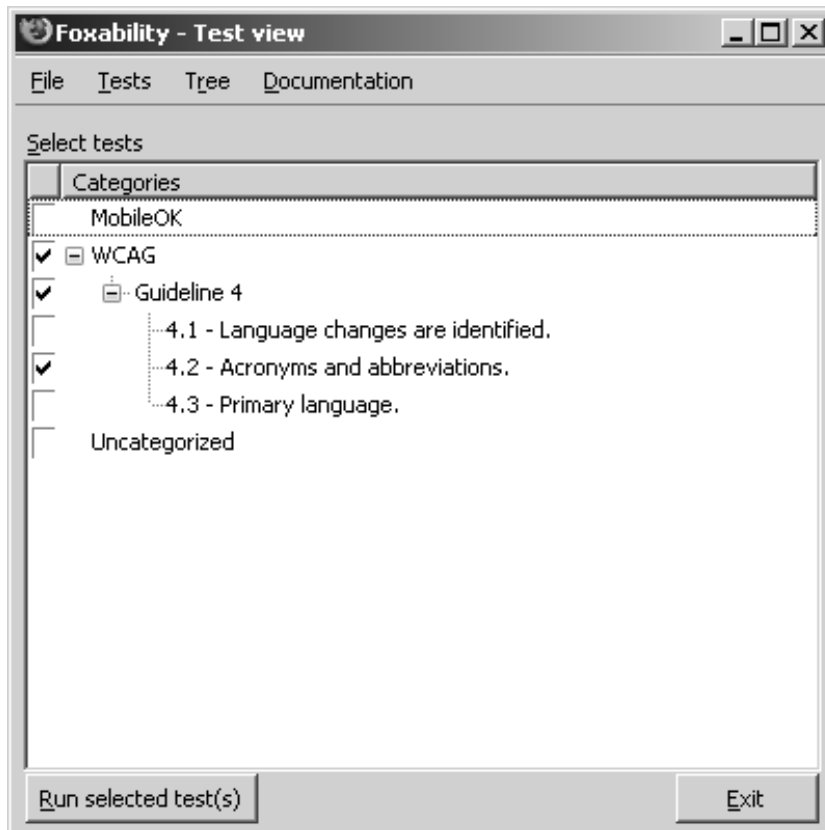 Foxability - Test view
File Tests Tree Documentation
Select tests
Categories
MobileOK
WCAG
Guideline 4
4.1 - Language changes are identified.
4.2 - Acronyms and abbreviations.
4.3 - Primary language.
Uncategorized
Run selected test(s) Exit